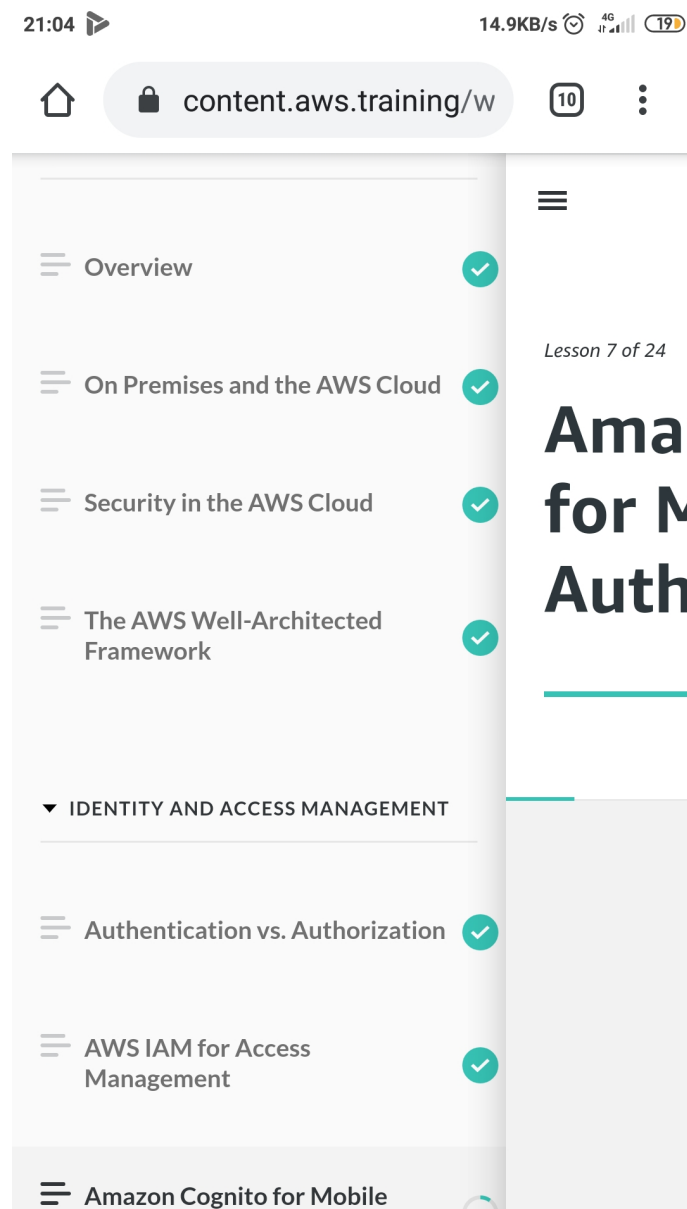 21:04
14.9KB/s 4G 19
content.aws.training/w
10
Overview
On Premises and the AWS Cloud
Security in the AWS Cloud
The AWS Well-Architected
Framework
IDENTITY AND ACCESS MANAGEMENT
Authentication vs. Authorization
AWS IAM for Access
Management
Amazon Cognito for Mobile
Lesson 7 of 24
Ama
for M
Auth